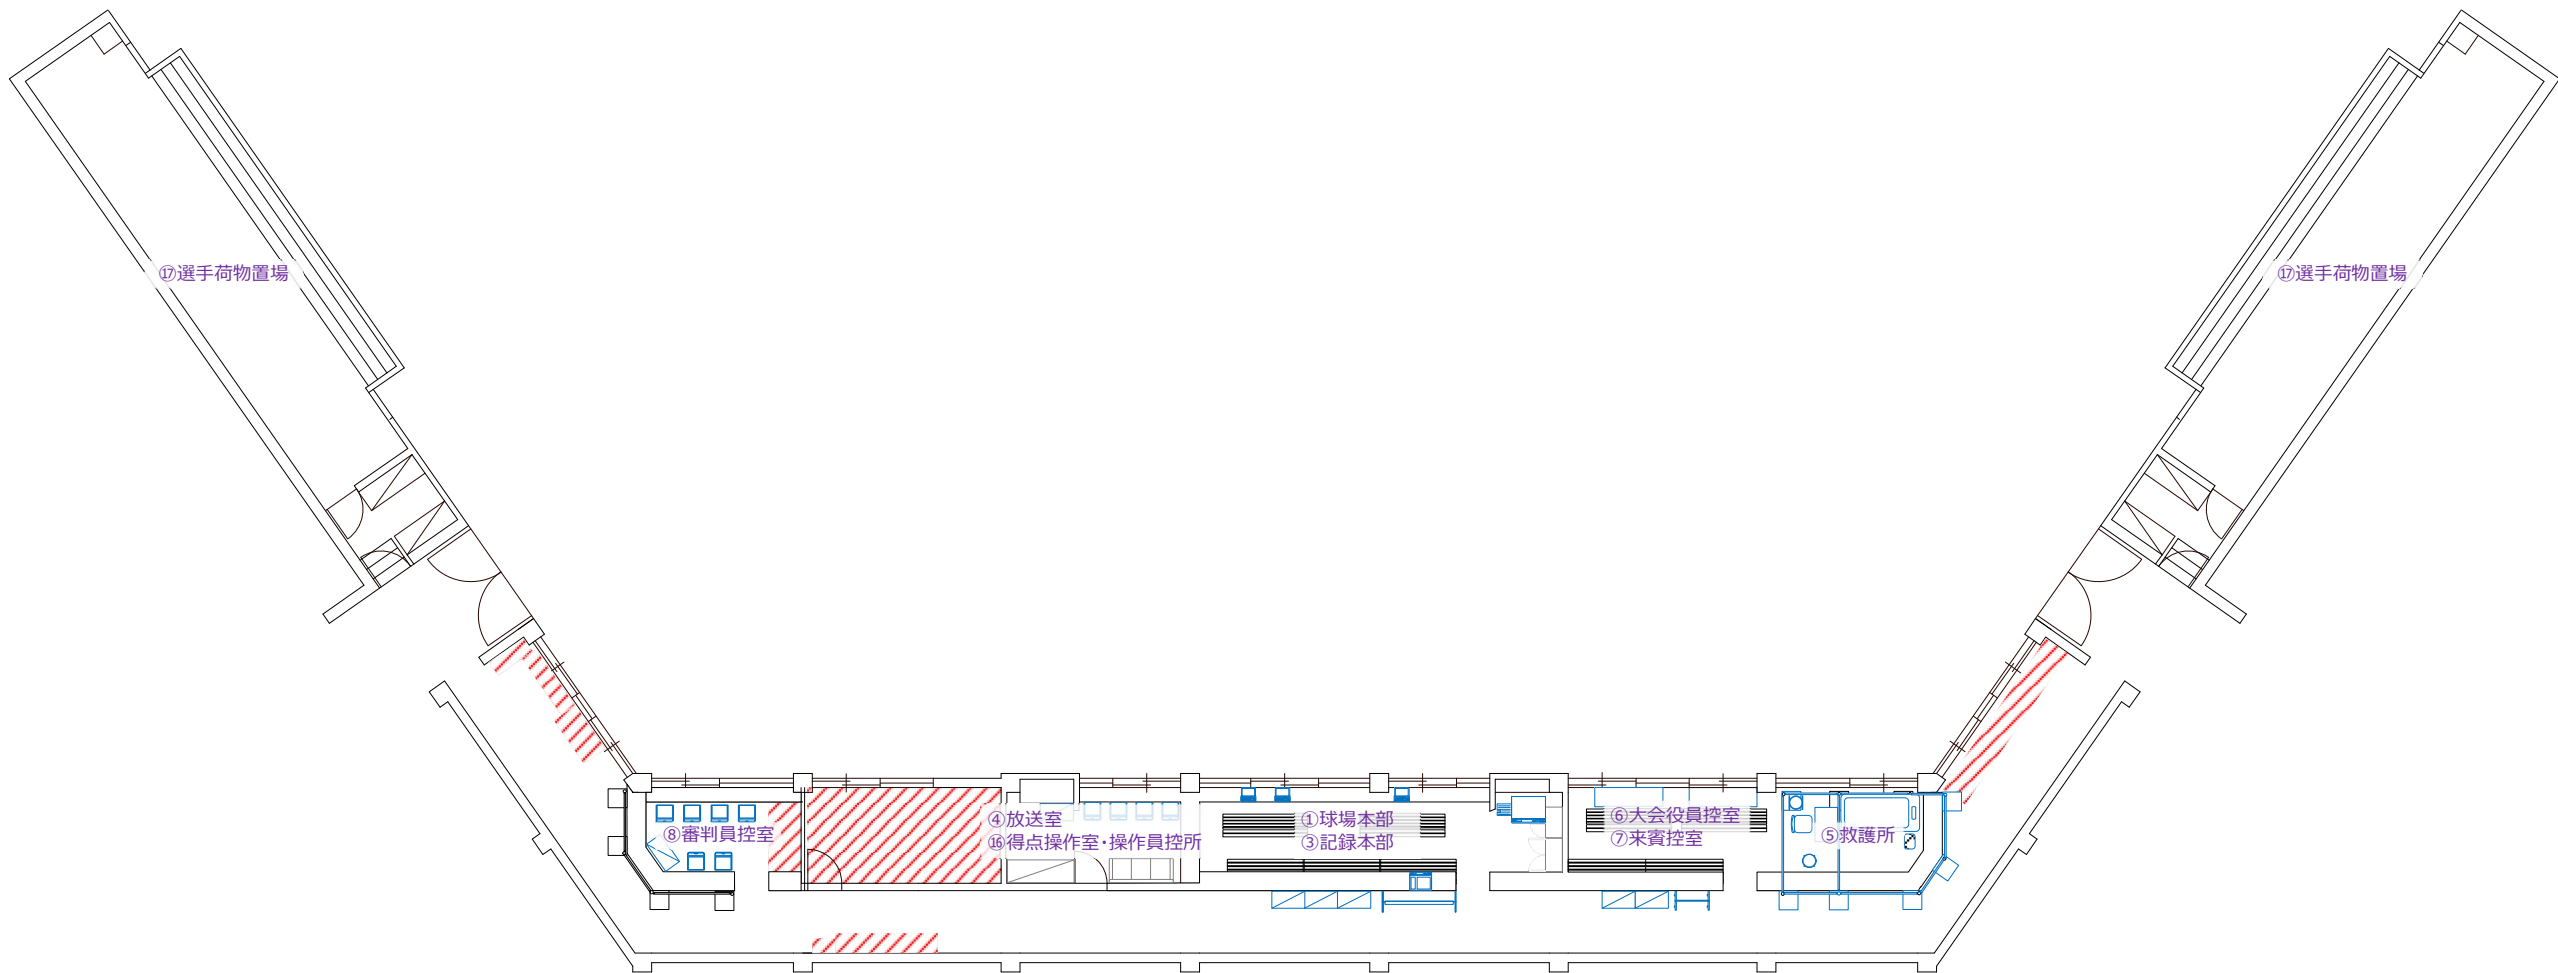 ⑰選手荷物置場
⑰選手荷物置場
⑧審判員控室
④放送室
⑯得点操作室・操作員控所
①球場本部
③記録本部
⑥大会役員控室
⑦来賓控室
⑤救護所